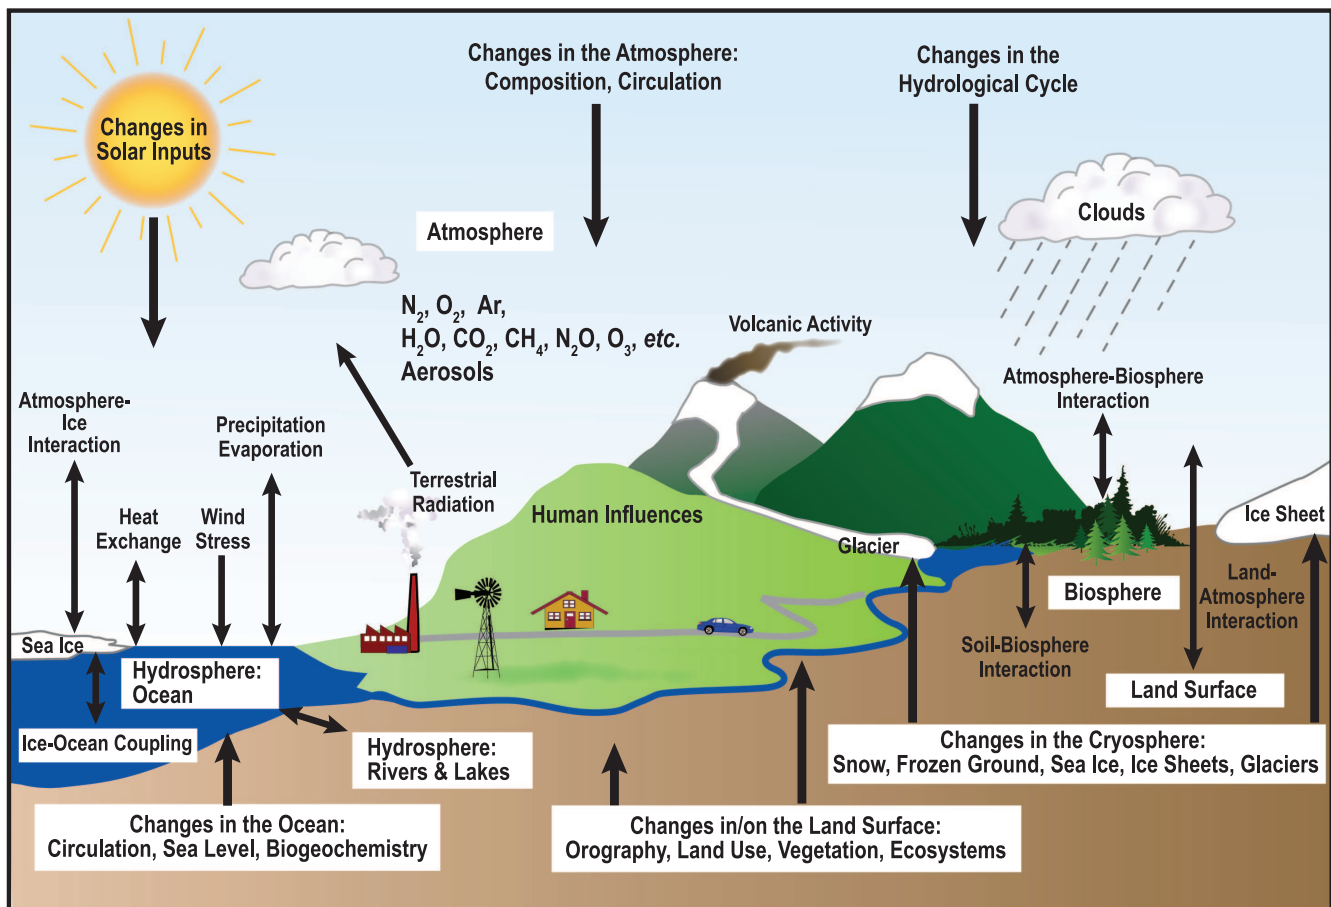 Changes in the Atmosphere:
Composition, Circulation
Changes in the
Hydrological Cycle
Changes in
Solar Inputs
Clouds
Atmosphere
N₂, O₂, Ar,
H₂O, CO₂, CH₄, N₂O, O₃, etc.
Aerosols
Volcanic Activity
Atmosphere-Biosphere
Interaction
Atmosphere-
Ice
Interaction
Precipitation
Evaporation
Terrestrial
Radiation
Heat
Exchange
Wind
Stress
Human Influences
Ice Sheet
Glacier
Biosphere
Land-
Atmosphere
Interaction
Soil-Biosphere
Interaction
Sea Ice
Hydrosphere:
Ocean
Land Surface
Ice-Ocean Coupling
Hydrosphere:
Rivers & Lakes
Changes in the Cryosphere:
Snow, Frozen Ground, Sea Ice, Ice Sheets, Glaciers
Changes in the Ocean:
Circulation, Sea Level, Biogeochemistry
Changes in/on the Land Surface:
Orography, Land Use, Vegetation, Ecosystems